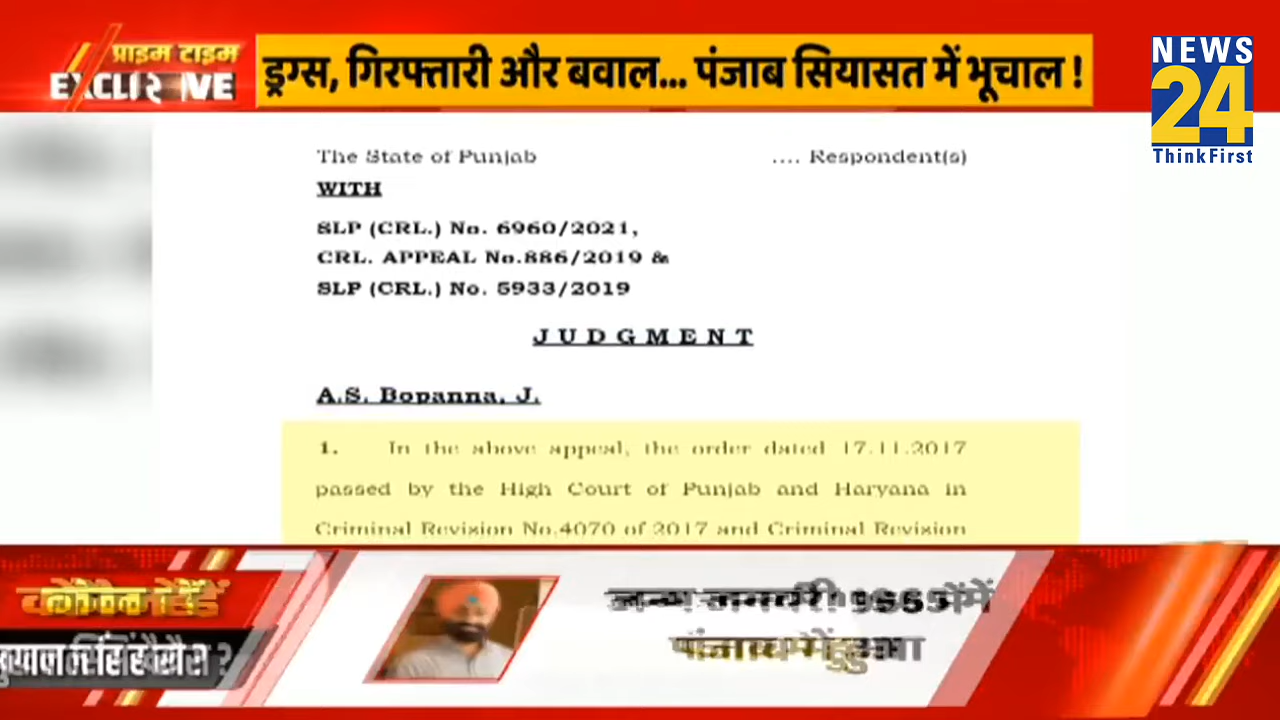 प्राइम टाइम
ड्रग्स, गिरफ्तारी और बवाल... पंजाब सियासत में भूचाल !
NEWS
24
ThinkFirst
The State of Punjab .... Respondent(s)
WITH
SLP (CRL.) No. 6960/2021,
CRL. APPEAL No.886/2019 &
SLP (CRL.) No. 5933/2019
JUDGMENT
A.S. Bopanna, J.
1. In the above appeal, the order dated 17.11.2017
passed by the High Court of Punjab and Haryana in
Criminal Revision No.4070 of 2017 and Criminal Revision